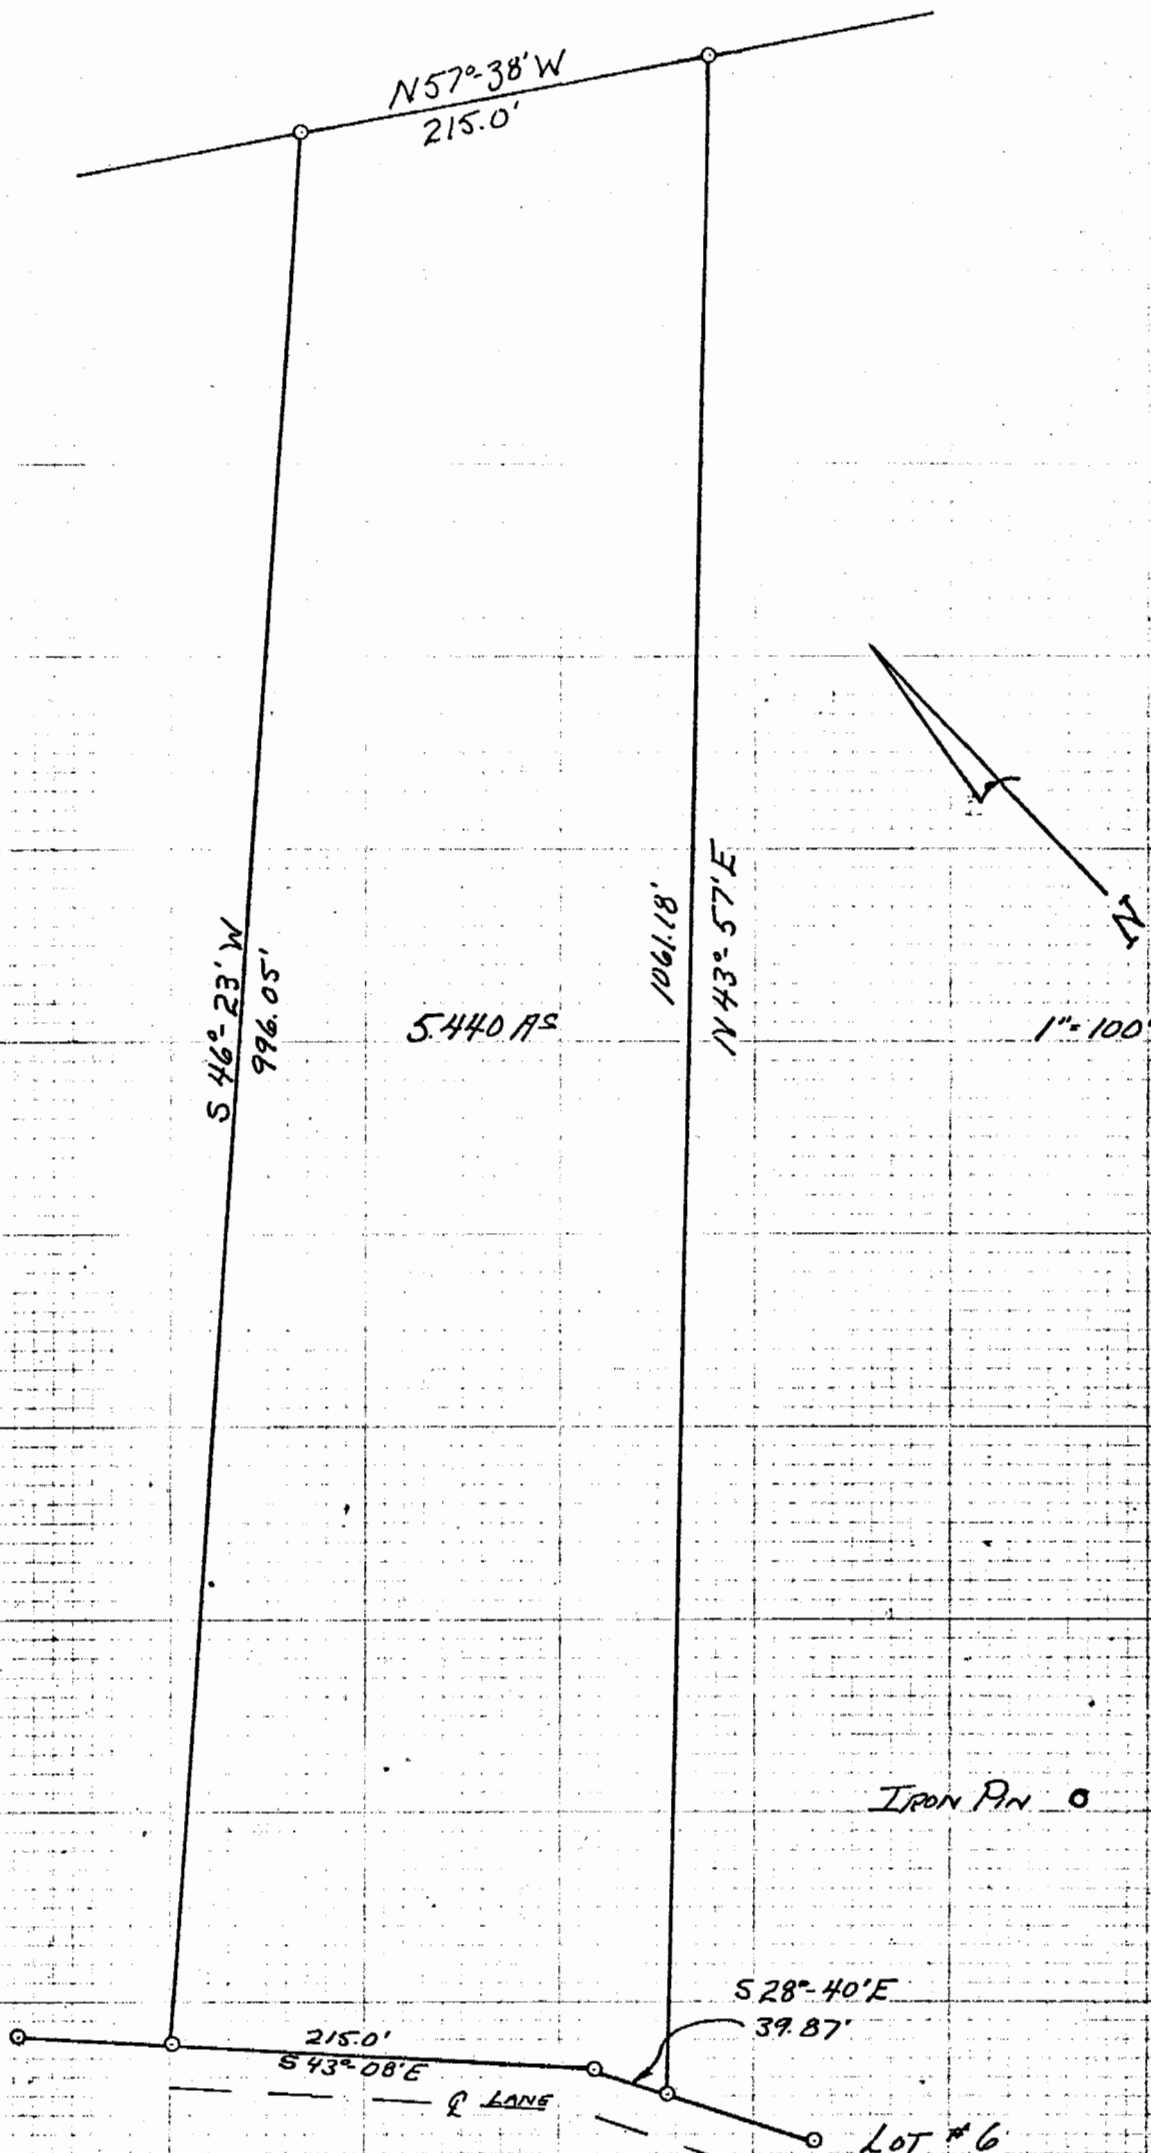 N57°-38'W
215.0'
S 46°-23' W
996.05'
1061.18'
N 43°-57' E
N
5.440 AS
1"=100'
IRON PIN
S 28°-40' E
39.87'
215.0'
S 43°-08' E
℄ LANE
LOT #6